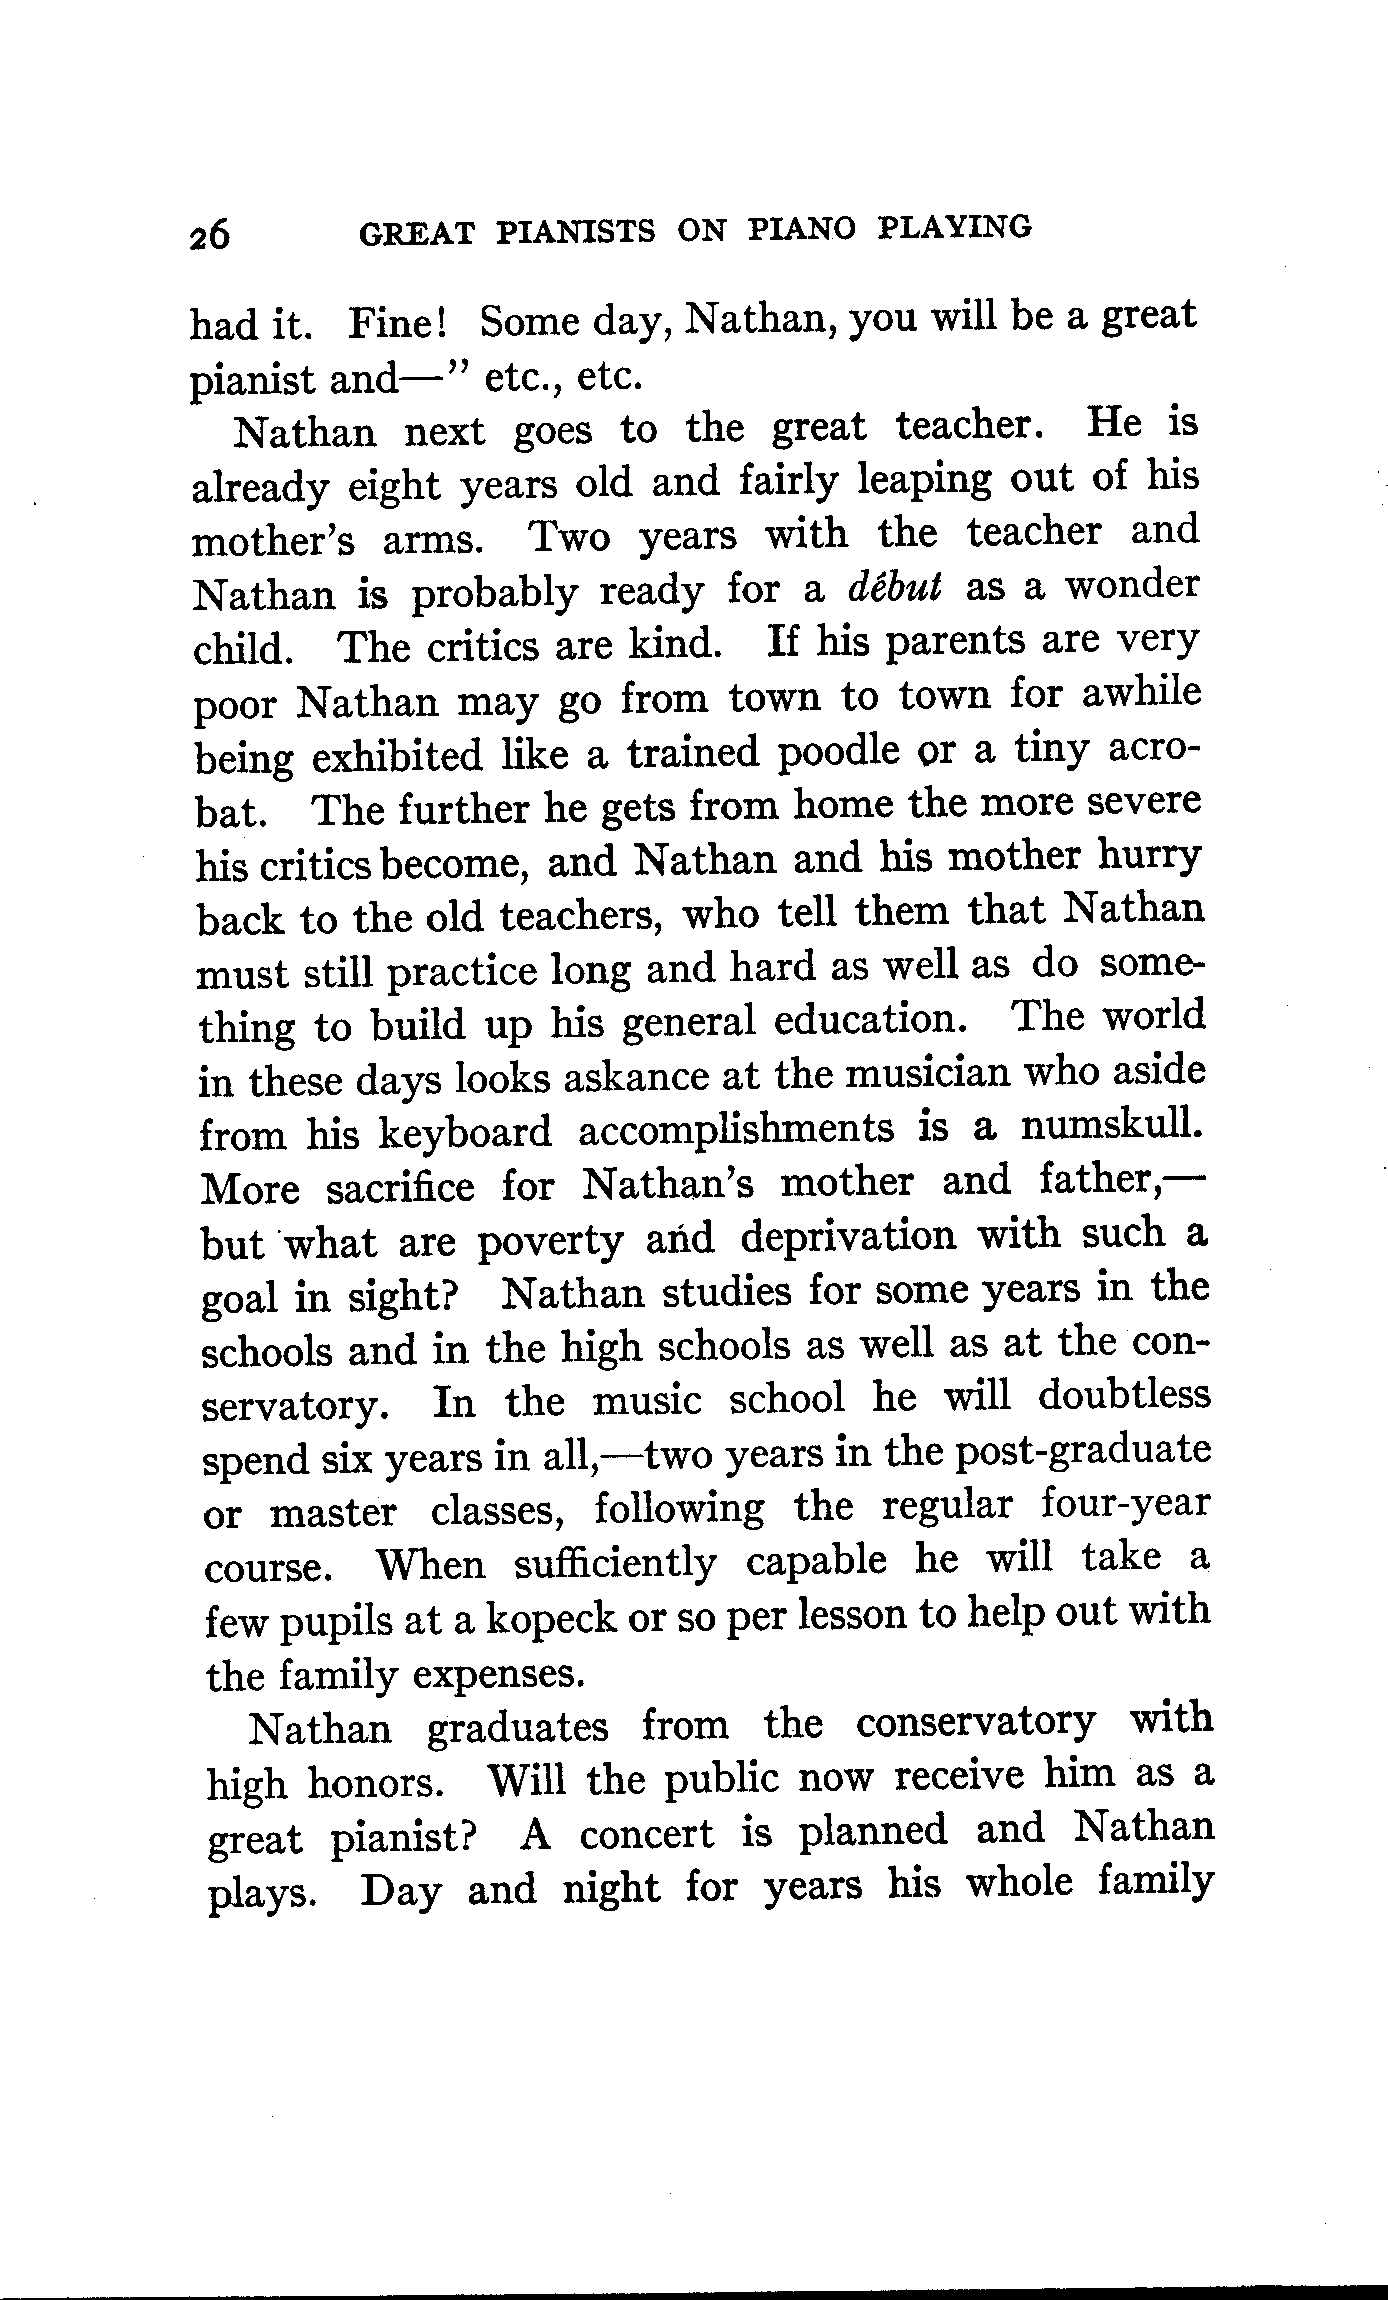 26 GREAT PIANISTS ON PIANO PLAYING
had it. Fine! Some day, Nathan, you will be a great
pianist and—" etc., etc.
Nathan next goes to the great teacher. He is
already eight years old and fairly leaping out of his
mother's arms. Two years with the teacher and
Nathan is probably ready for a début as a wonder
child. The critics are kind. If his parents are very
poor Nathan may go from town to town for awhile
being exhibited like a trained poodle or a tiny acro-
bat. The further he gets from home the more severe
his critics become, and Nathan and his mother hurry
back to the old teachers, who tell them that Nathan
must still practice long and hard as well as do some-
thing to build up his general education. The world
in these days looks askance at the musician who aside
from his keyboard accomplishments is a numskull.
More sacrifice for Nathan's mother and father,—
but what are poverty and deprivation with such a
goal in sight? Nathan studies for some years in the
schools and in the high schools as well as at the con-
servatory. In the music school he will doubtless
spend six years in all,—two years in the post-graduate
or master classes, following the regular four-year
course. When sufficiently capable he will take a
few pupils at a kopeck or so per lesson to help out with
the family expenses.
Nathan graduates from the conservatory with
high honors. Will the public now receive him as a
great pianist? A concert is planned and Nathan
plays. Day and night for years his whole family